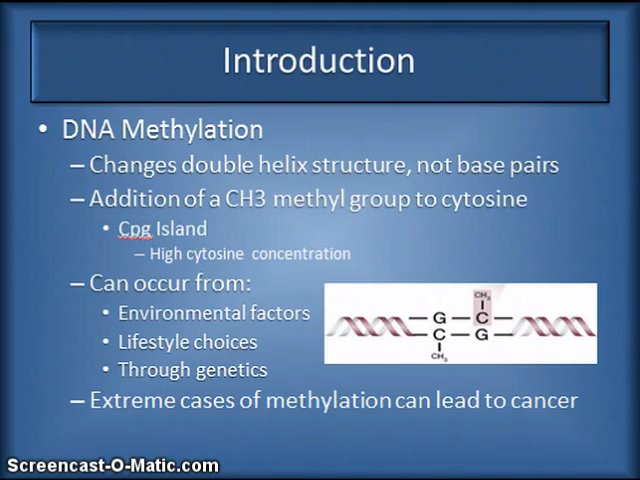 Introduction
• DNA Methylation
– Changes double helix structure, not base pairs
– Addition of a CH3 methyl group to cytosine
• Cpg Island
– High cytosine concentration
– Can occur from:
• Environmental factors
• Lifestyle choices
• Through genetics
CH₃
G C
C G
CH₃
– Extreme cases of methylation can lead to cancer
Screencast-O-Matic.com